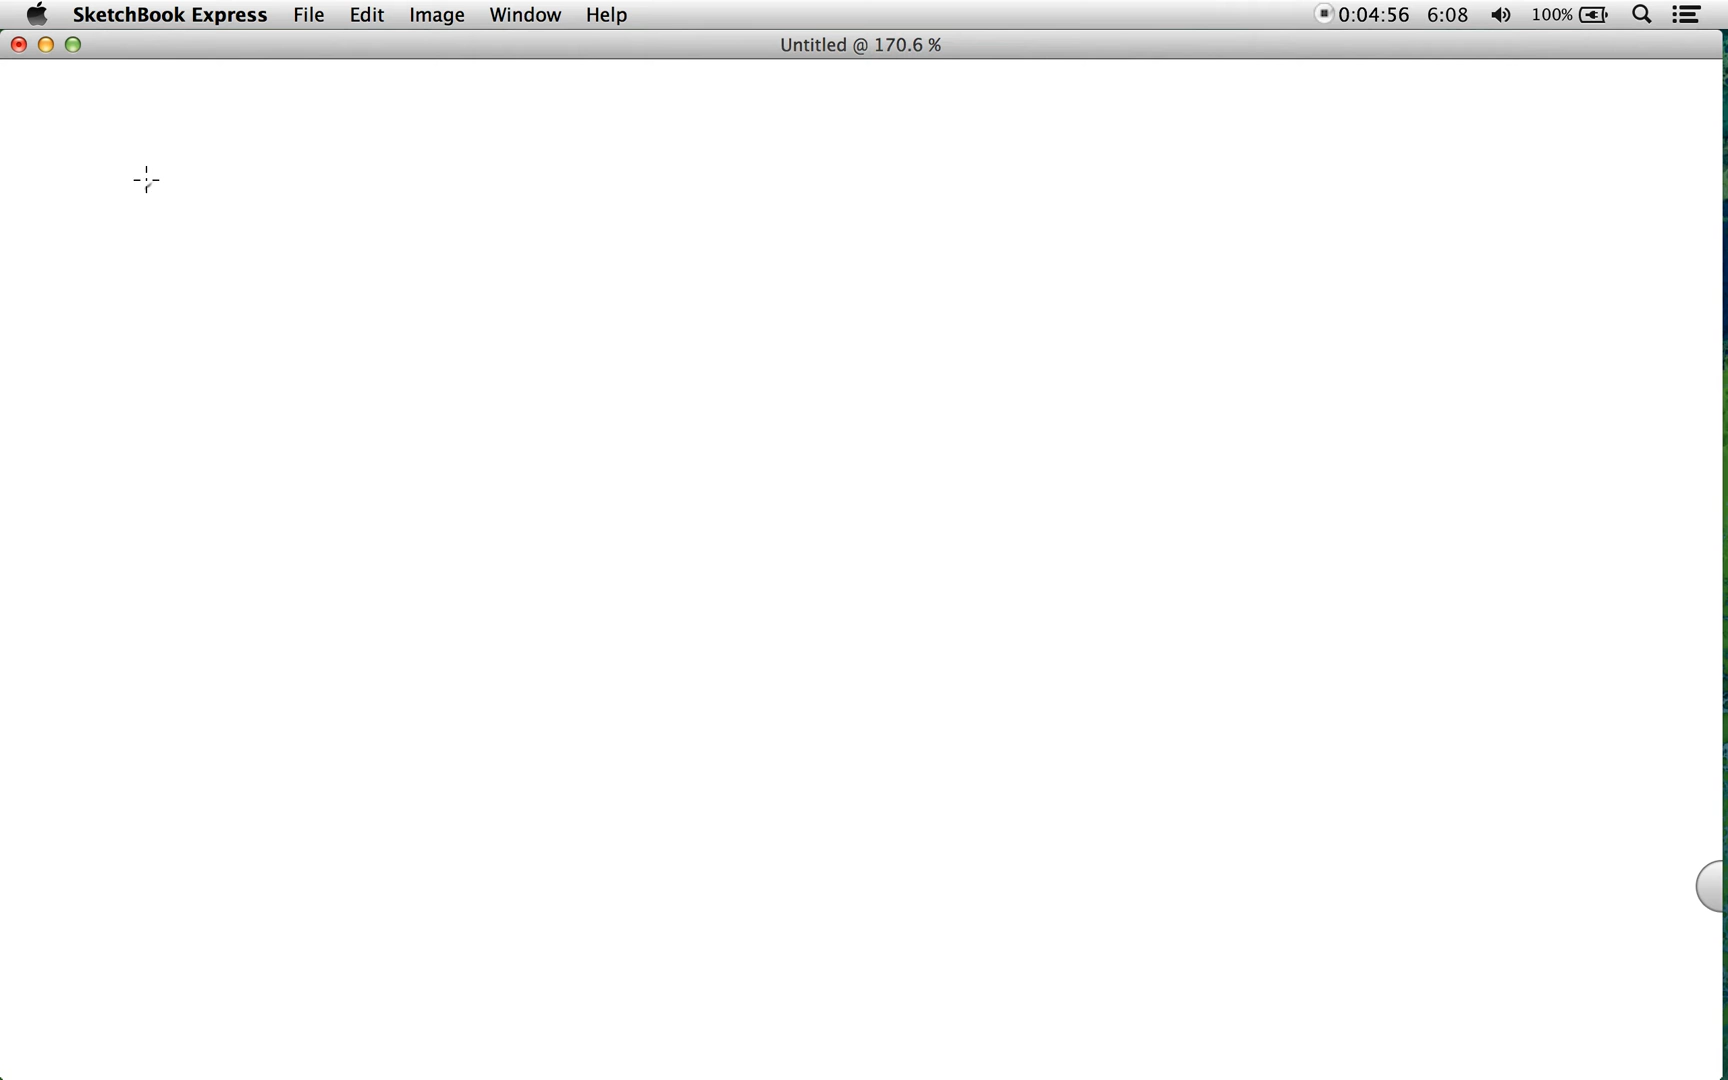 SketchBook Express File Edit Image Window Help 0:04:56 6:08 100%
Untitled @ 170.6 %